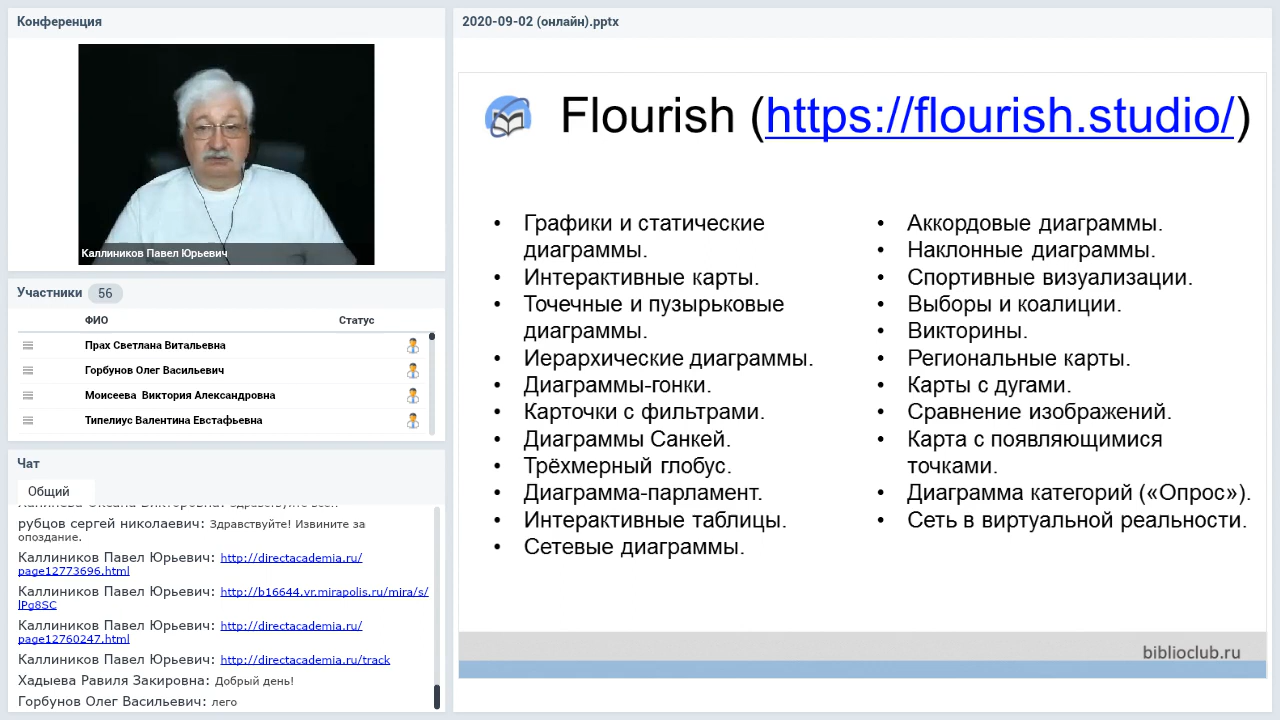 Конференция
Каллиников Павел Юрьевич
Участники 56
ФИО Статус
Прах Светлана Витальевна
Горбунов Олег Васильевич
Моисеева Виктория Александровна
Типелиус Валентина Евстафьевна
Чат
Общий
рубцов сергей николаевич: Здравствуйте! Извините за
опоздание.
Каллиников Павел Юрьевич: http://directacademia.ru/
page12773696.html
Каллиников Павел Юрьевич: http://b16644.vr.mirapolis.ru/mira/s/
lPg8SC
Каллиников Павел Юрьевич: http://directacademia.ru/
page12760247.html
Каллиников Павел Юрьевич: http://directacademia.ru/track
Хадыева Равиля Закировна: Добрый день!
Горбунов Олег Васильевич: лего
2020-09-02 (онлайн).pptx
Flourish (https://flourish.studio/)
• Графики и статические
диаграммы.
• Интерактивные карты.
• Точечные и пузырьковые
диаграммы.
• Иерархические диаграммы.
• Диаграммы-гонки.
• Карточки с фильтрами.
• Диаграммы Санкей.
• Трёхмерный глобус.
• Диаграмма-парламент.
• Интерактивные таблицы.
• Сетевые диаграммы.
• Аккордовые диаграммы.
• Наклонные диаграммы.
• Спортивные визуализации.
• Выборы и коалиции.
• Викторины.
• Региональные карты.
• Карты с дугами.
• Сравнение изображений.
• Карта с появляющимися
точками.
• Диаграмма категорий («Опрос»).
• Сеть в виртуальной реальности.
biblioclub.ru